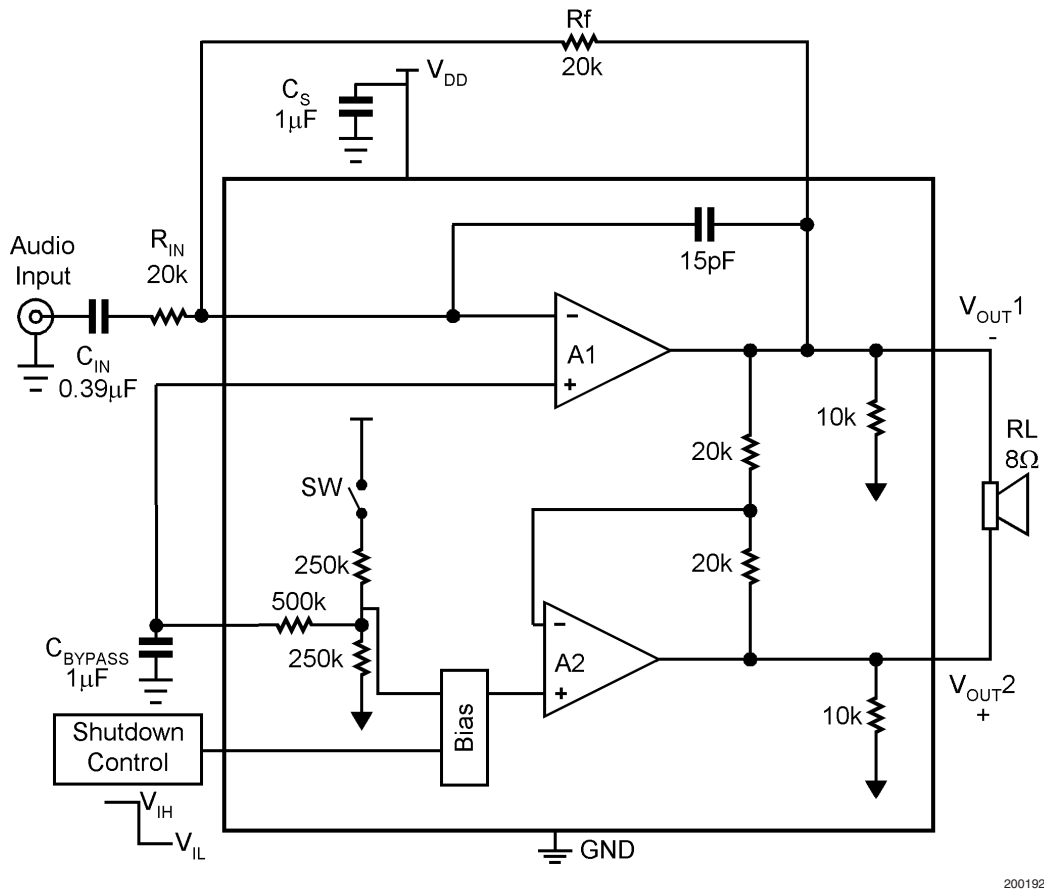 Rf
20k
V_DD
C_S
1µF
Audio
Input
R_IN
20k
15pF
V_OUT1
-
C_IN
0.39µF
-
A1
+
10k
RL
8Ω
20k
SW
250k
20k
500k
250k
C_BYPASS
1µF
-
A2
+
V_OUT2
+
10k
Shutdown
Control
Bias
V_IH
V_IL
GND
200192